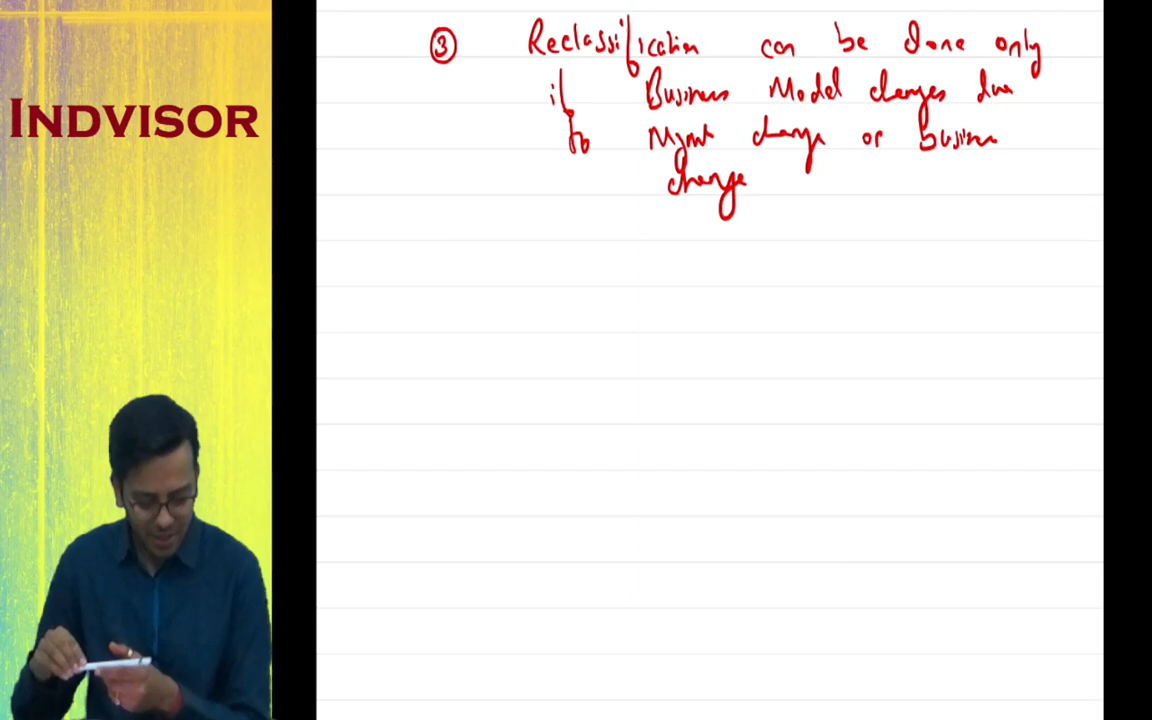 INDVISOR
③ Reclassification can be done only
if Business Model changes due
to Mgmt change or business
change